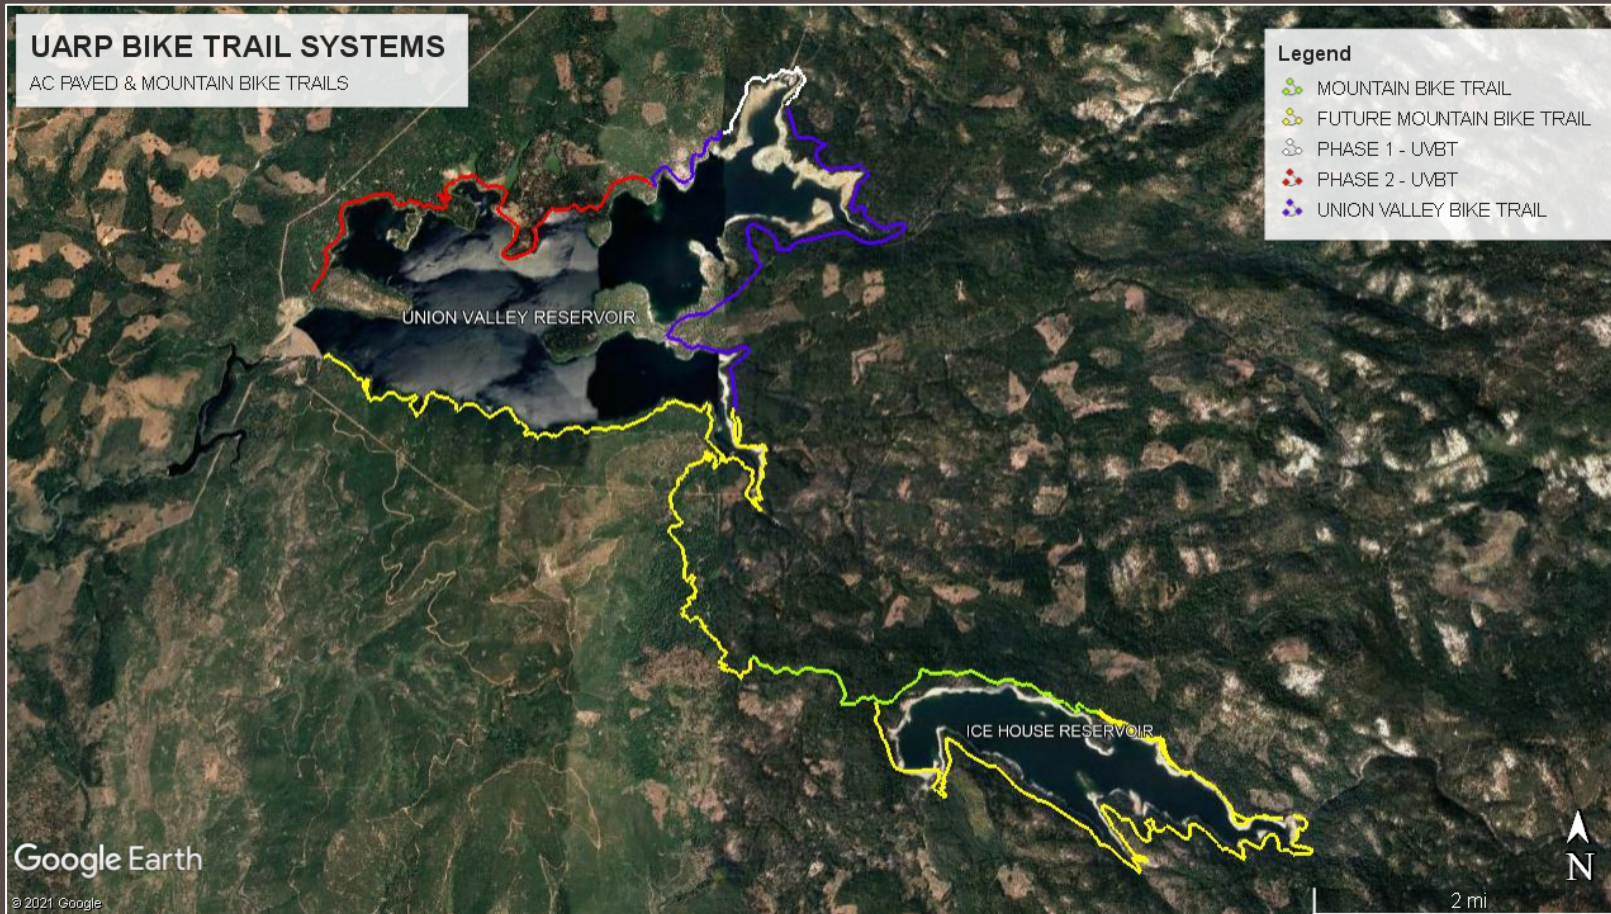 UARP BIKE TRAIL SYSTEMS
AC PAVED & MOUNTAIN BIKE TRAILS
Legend
MOUNTAIN BIKE TRAIL
FUTURE MOUNTAIN BIKE TRAIL
PHASE 1 - UVBT
PHASE 2 - UVBT
UNION VALLEY BIKE TRAIL
UNION VALLEY RESERVOIR
ICE HOUSE RESERVOIR
Google Earth
© 2021 Google
N
2 mi